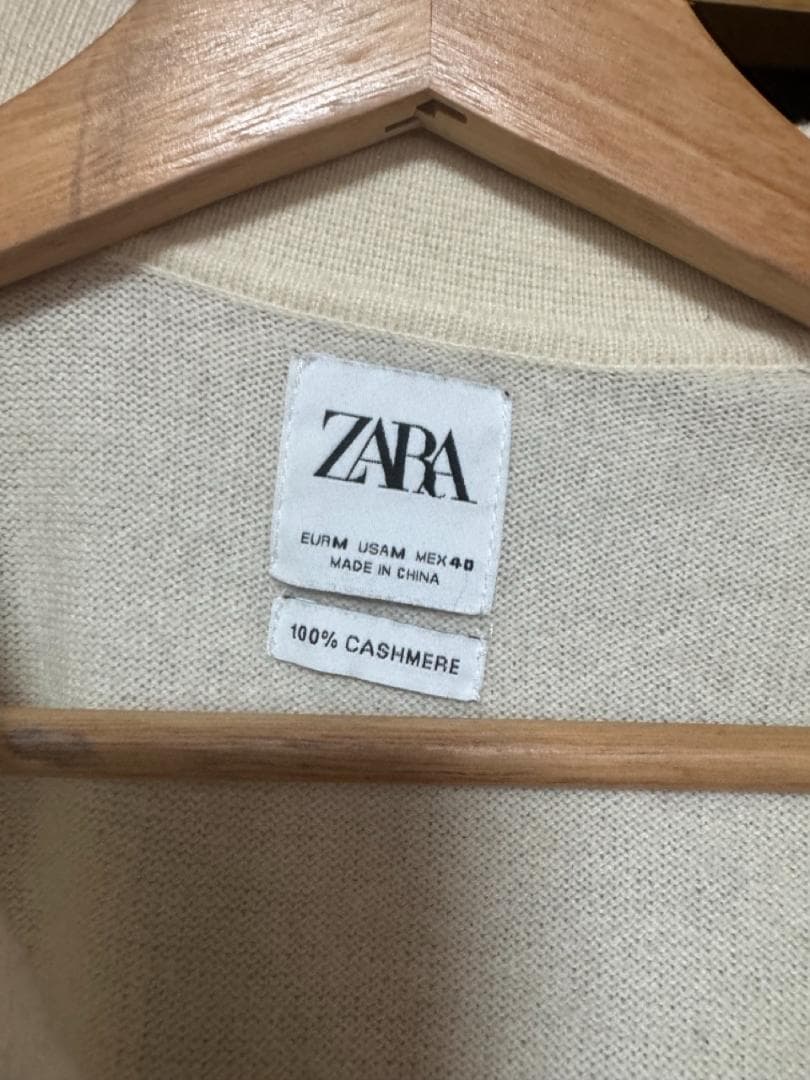 ZARA
EUR M USA M MEX 40
MADE IN CHINA
100% CASHMERE